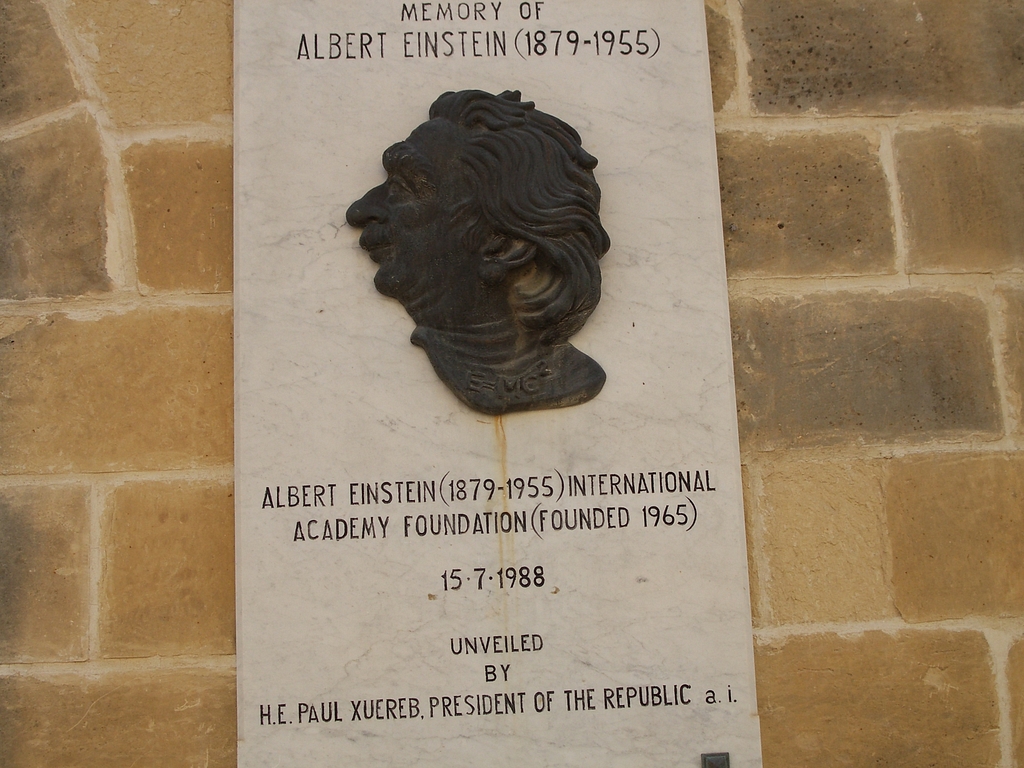 MEMORY OF
ALBERT EINSTEIN (1879-1955)
E=MC²
ALBERT EINSTEIN (1879-1955) INTERNATIONAL
ACADEMY FOUNDATION (FOUNDED 1965)
15·7·1988
UNVEILED
BY
H.E. PAUL XUEREB, PRESIDENT OF THE REPUBLIC a.i.